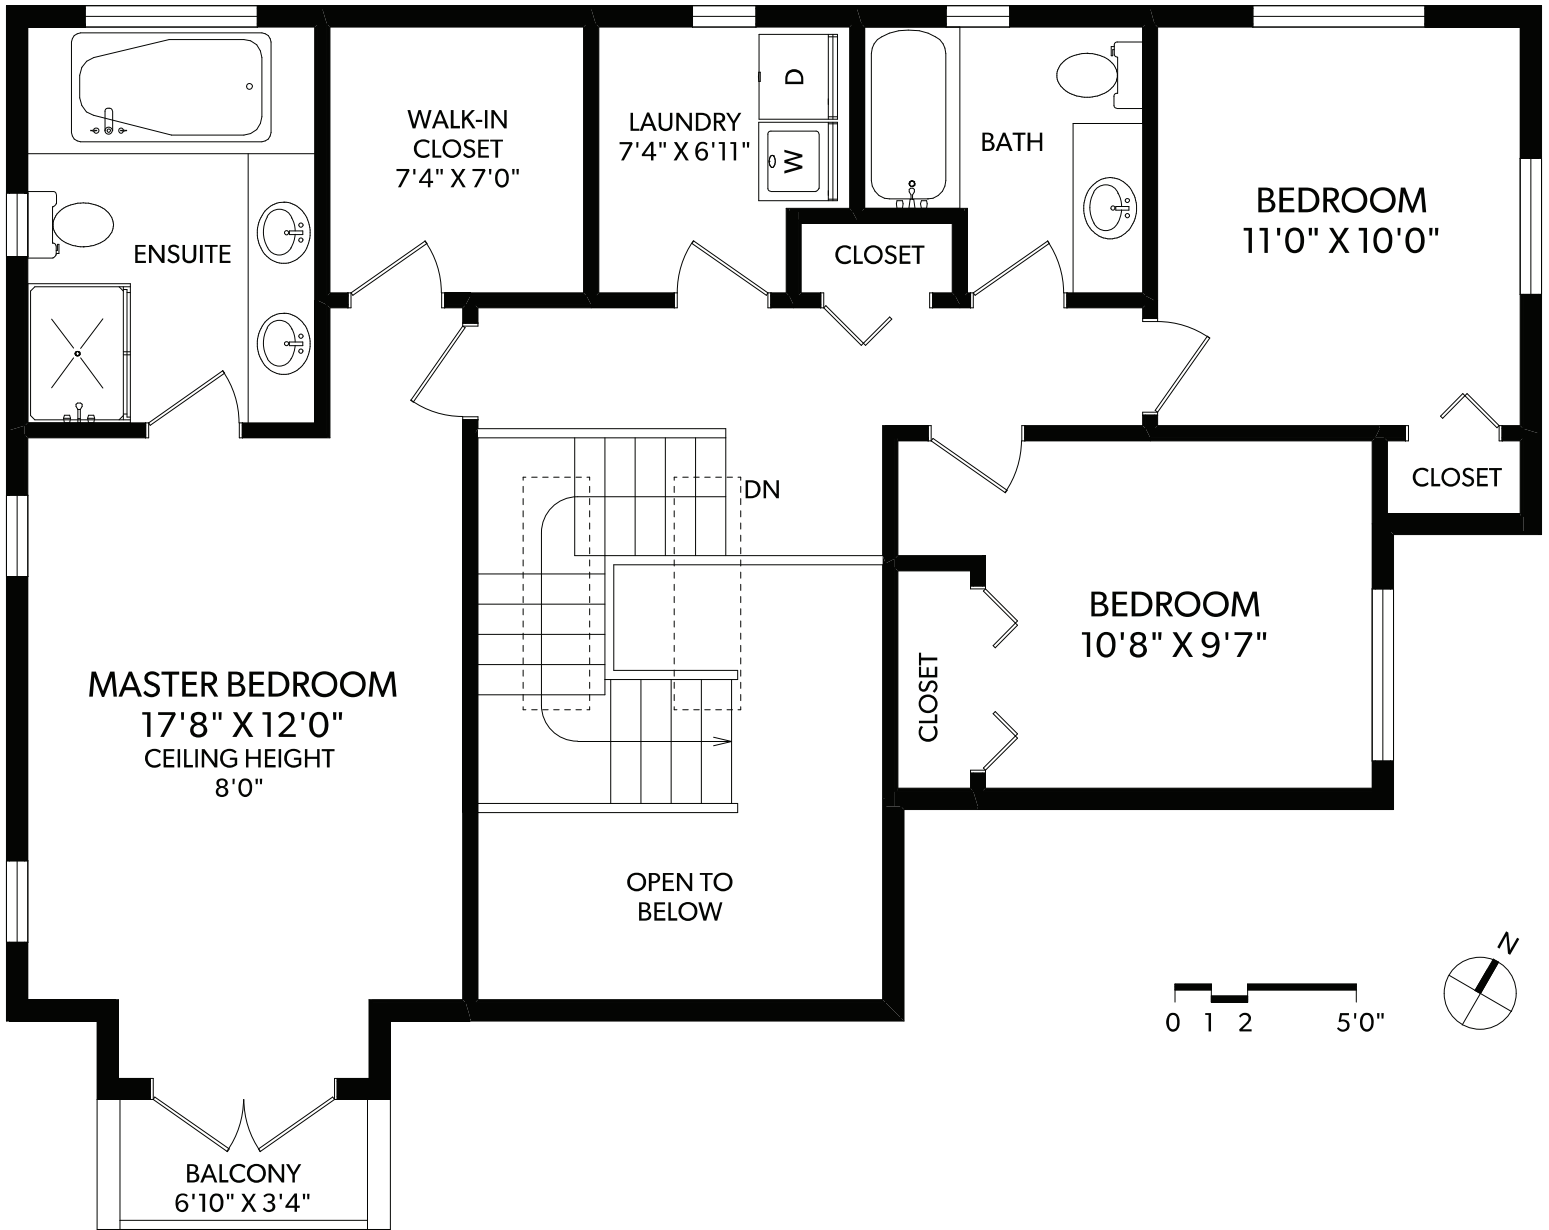 WALK-IN
CLOSET
7'4" X 7'0"
LAUNDRY
7'4" X 6'11"
D
W
BATH
BEDROOM
11'0" X 10'0"
ENSUITE
CLOSET
CLOSET
DN
BEDROOM
10'8" X 9'7"
CLOSET
MASTER BEDROOM
17'8" X 12'0"
CEILING HEIGHT
8'0"
OPEN TO
BELOW
N
0 1 2 5'0"
BALCONY
6'10" X 3'4"